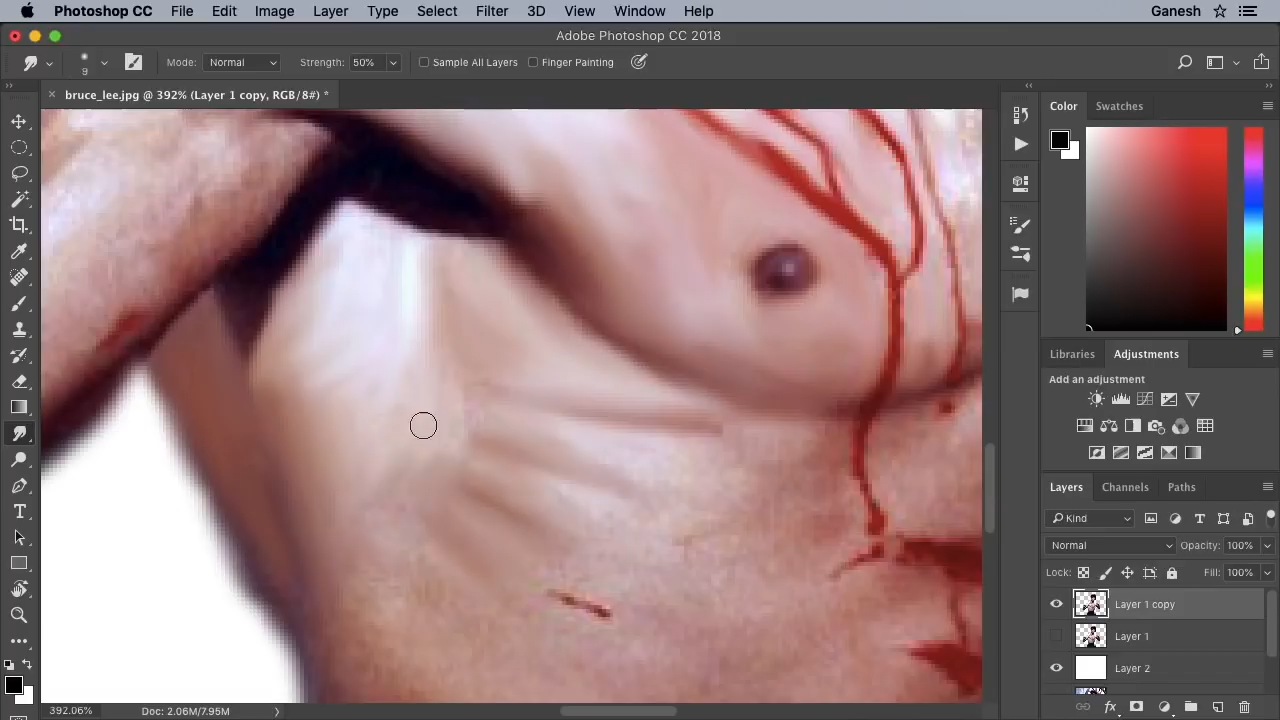 Photoshop CC File Edit Image Layer Type Select Filter 3D View Window Help Ganesh
Adobe Photoshop CC 2018
9 Mode: Normal Strength: 50% Sample All Layers Finger Painting
× bruce_lee.jpg @ 392% (Layer 1 copy, RGB/8#) *
Color Swatches
Libraries Adjustments
Add an adjustment
Layers Channels Paths
Kind
Normal Opacity: 100%
Lock: Fill: 100%
Layer 1 copy
Layer 1
Layer 2
392.06% Doc: 2.06M/7.95M